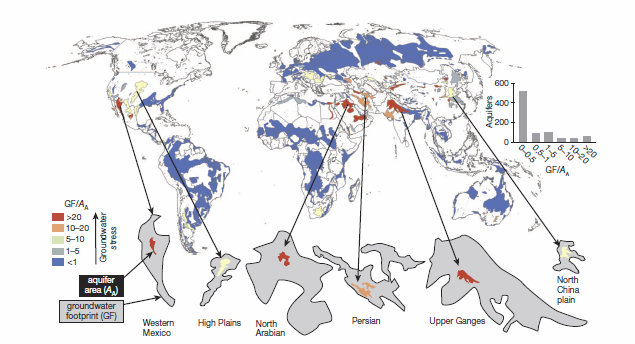 600
400
200
0
Aquifers
0–0.5
0.5–1
1–5
5–10
10–20
>20
GF/AA
GF/AA
>20
10–20
5–10
1–5
<1
Groundwater
stress
aquifer
area (AA)
groundwater
footprint (GF)
Western
Mexico
High Plains
North
Arabian
Persian
Upper Ganges
North
China
plain